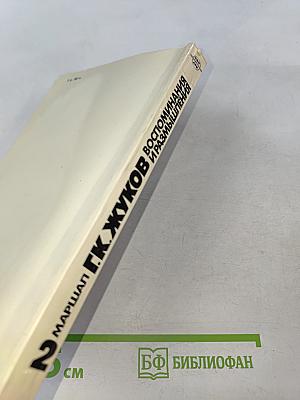 2 МАРШАЛ Г.К. ЖУКОВ ВОСПОМИНАНИЯ
И РАЗМЫШЛЕНИЯ
см
БФ БИБЛИОФАН